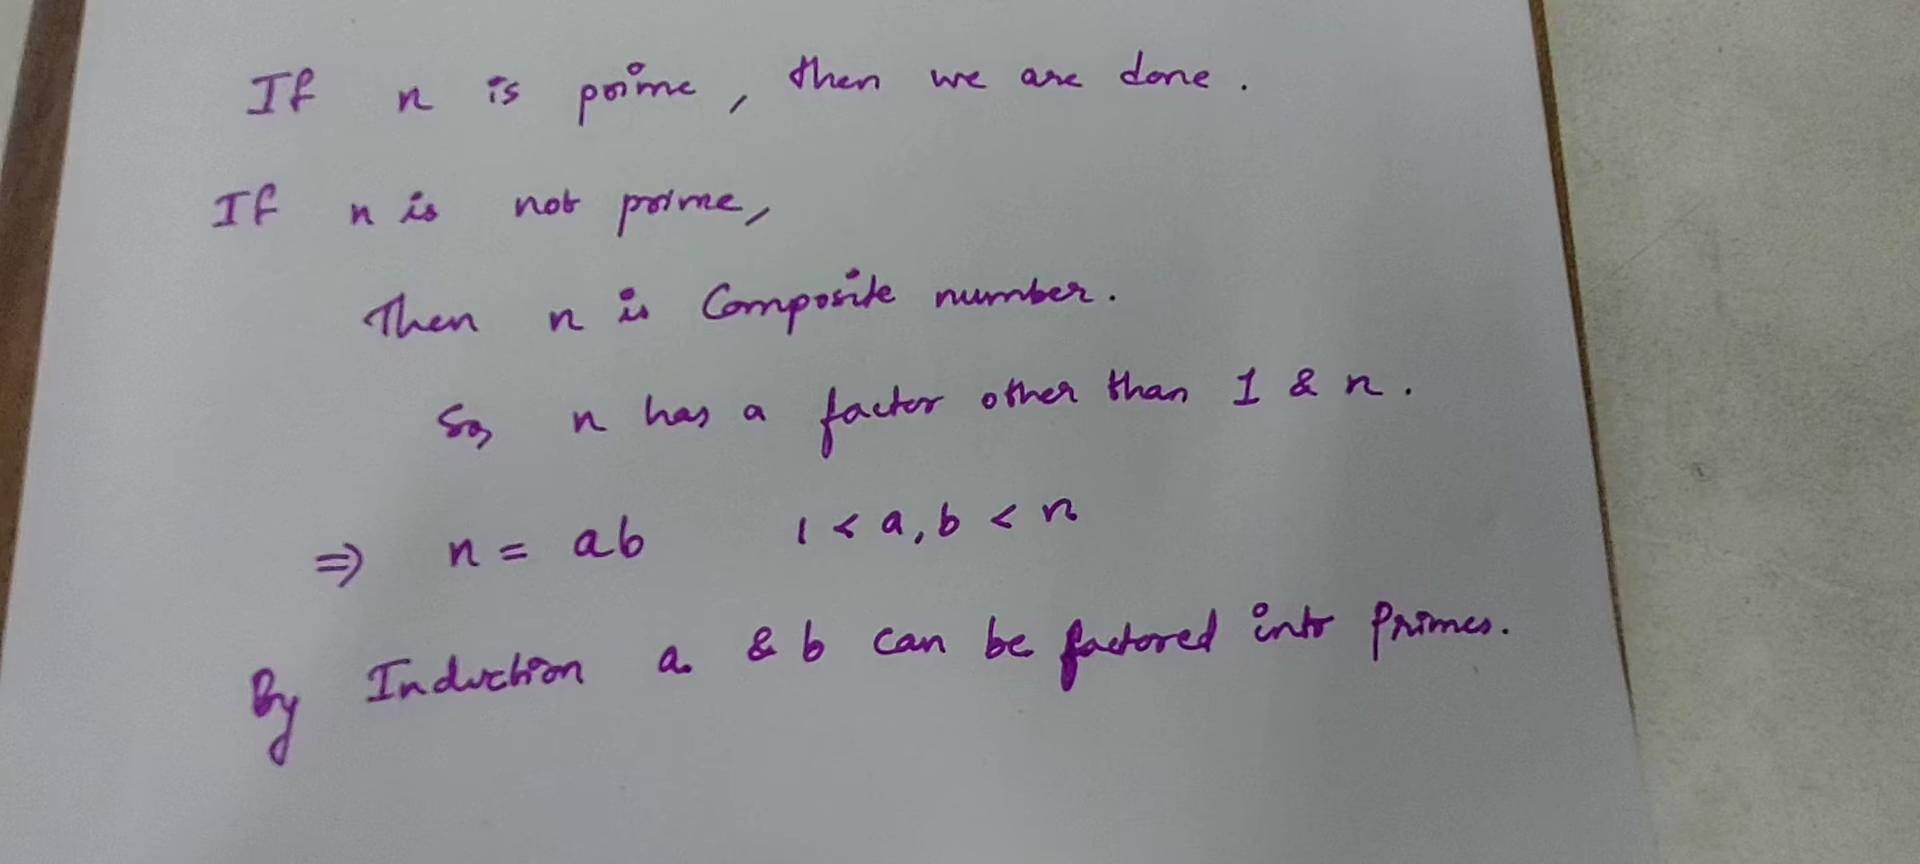 If n is prime, then we are done.
If n is not prime,
Then n is Composite number.
So, n has a factor other than 1 & n.
⇒ n = ab 1 < a, b < n
By Induction a & b can be factored into Primes.